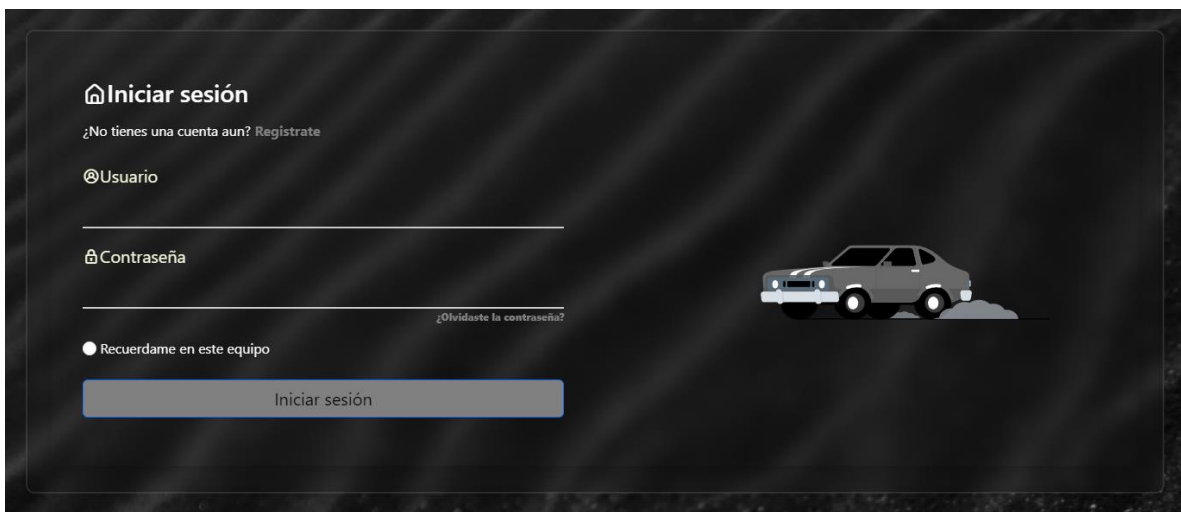 Iniciar sesión
¿No tienes una cuenta aun? Registrate
Usuario
Contraseña
¿Olvidaste la contraseña?
Recuerdame en este equipo
Iniciar sesión